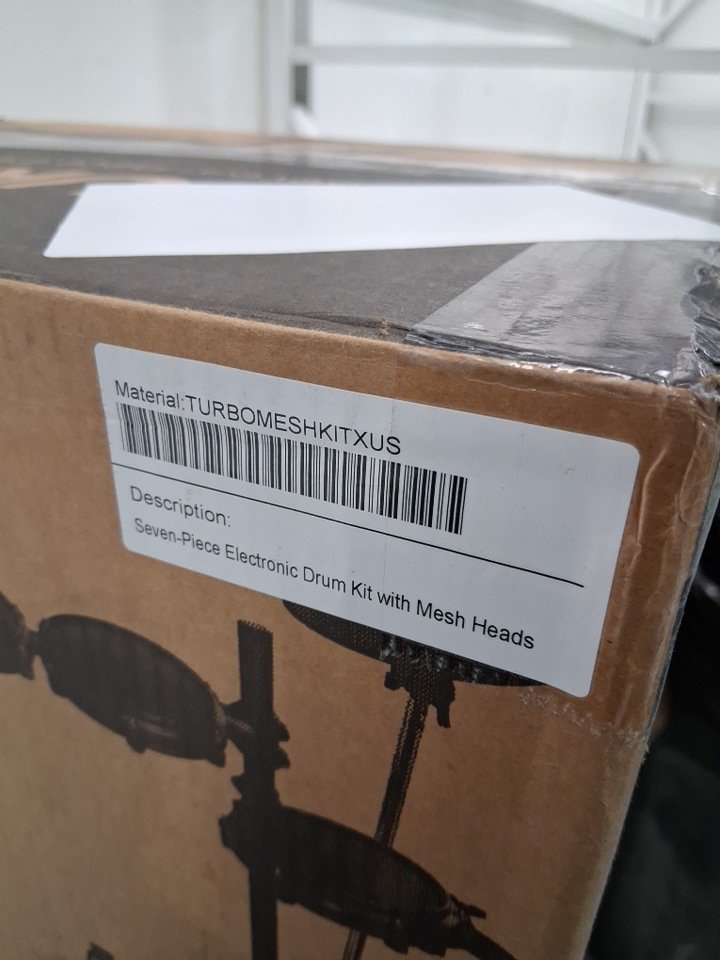 Material:TURBOMESHKITXUS
Description:
Seven-Piece Electronic Drum Kit with Mesh Heads